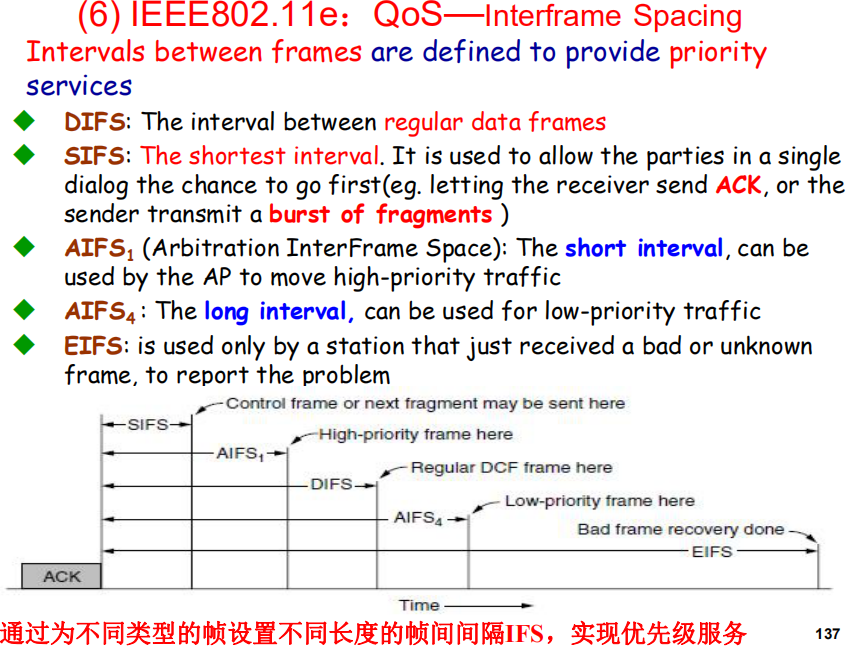 (6) IEEE802.11e：QoS—Interframe Spacing
Intervals between frames are defined to provide priority
services
DIFS: The interval between regular data frames
SIFS: The shortest interval. It is used to allow the parties in a single
dialog the chance to go first(eg. letting the receiver send ACK, or the
sender transmit a burst of fragments )
AIFS1 (Arbitration InterFrame Space): The short interval, can be
used by the AP to move high-priority traffic
AIFS4 : The long interval, can be used for low-priority traffic
EIFS: is used only by a station that just received a bad or unknown
frame, to report the problem
Control frame or next fragment may be sent here
SIFS
High-priority frame here
AIFS1
Regular DCF frame here
DIFS
Low-priority frame here
AIFS4
Bad frame recovery done
EIFS
ACK
Time
通过为不同类型的帧设置不同长度的帧间间隔IFS，实现优先级服务
137